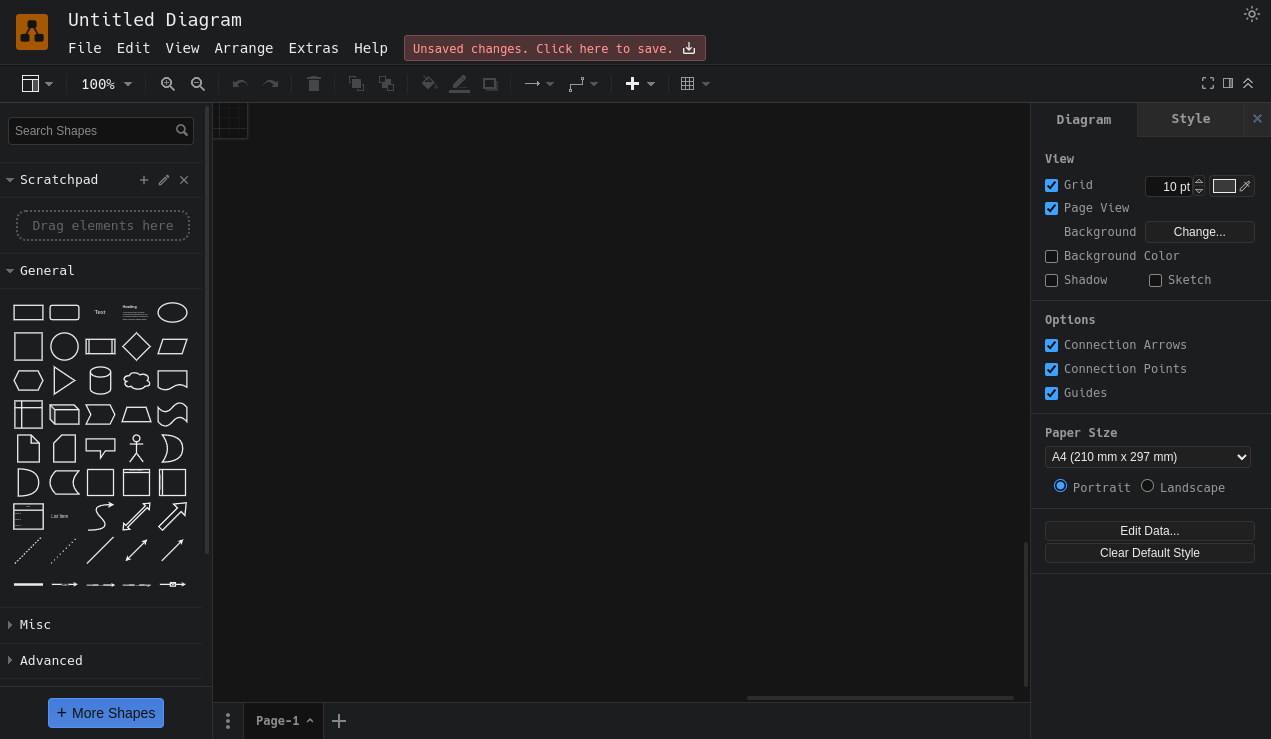 Untitled Diagram
File Edit View Arrange Extras Help Unsaved changes. Click here to save.
100%
Search Shapes
Scratchpad
Drag elements here
General
Text
Heading
List Item
Misc
Advanced
+ More Shapes
Page-1
Diagram Style
View
Grid 10 pt
Page View
Background Change...
Background Color
Shadow Sketch
Options
Connection Arrows
Connection Points
Guides
Paper Size
A4 (210 mm x 297 mm)
Portrait Landscape
Edit Data...
Clear Default Style